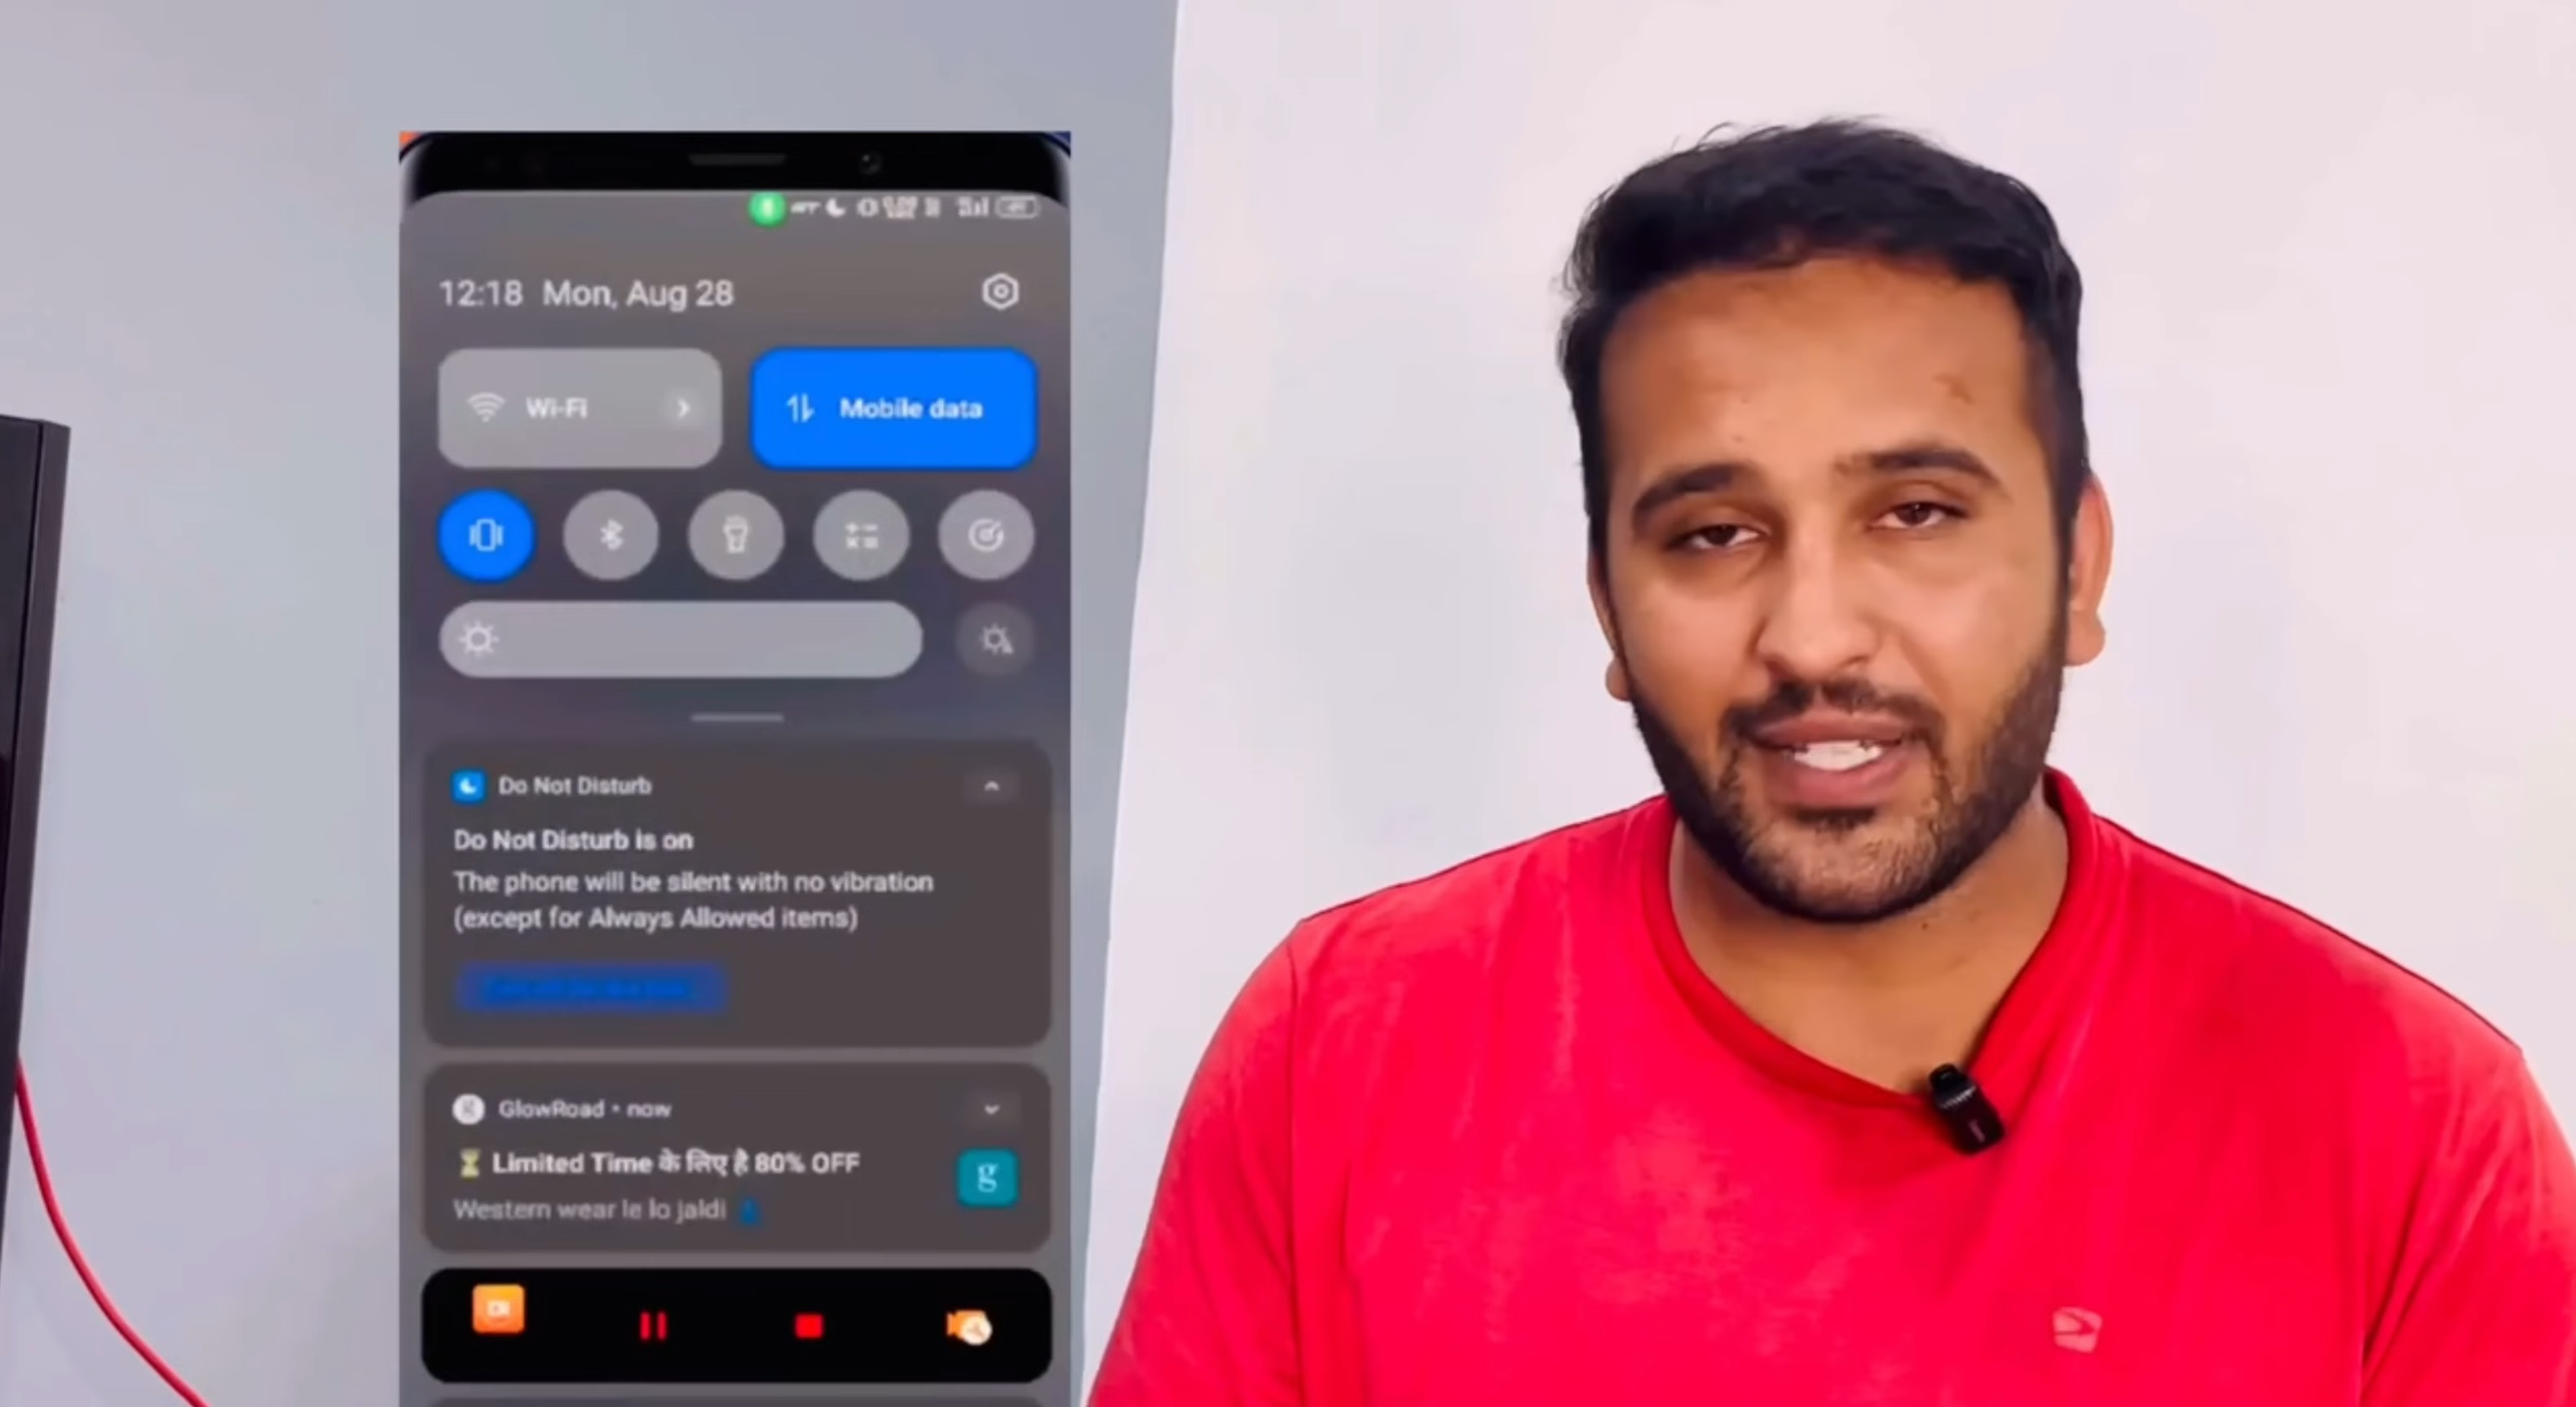 12:18 Mon, Aug 28
Wi-Fi
Mobile data
Do Not Disturb
Do Not Disturb is on
The phone will be silent with no vibration
(except for Always Allowed items)
GlowRoad • now
⏳ Limited Time के लिए है 80% OFF
g
Western wear le lo jaldi